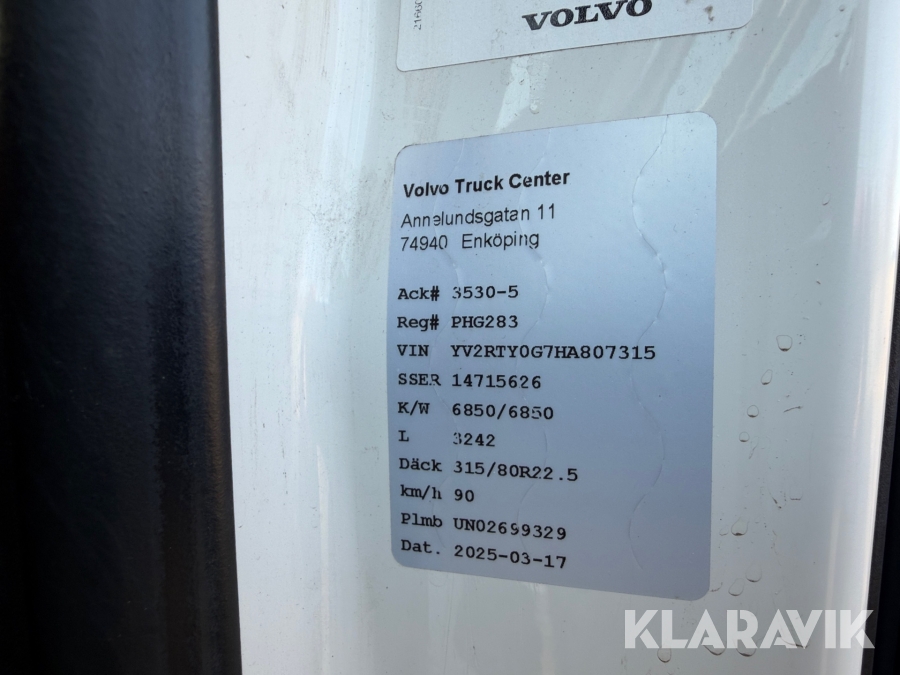 VOLVO
Volvo Truck Center
Annelundsgatan 11
74940 Enköping
Ack# 3530-5
Reg# PHG283
VIN YV2RTY0G7HA807315
SSER 14715626
K/W 6850/6850
L 3242
Däck 315/80R22.5
km/h 90
Plmb UN02699329
Dat. 2025-03-17
KLARAVIK